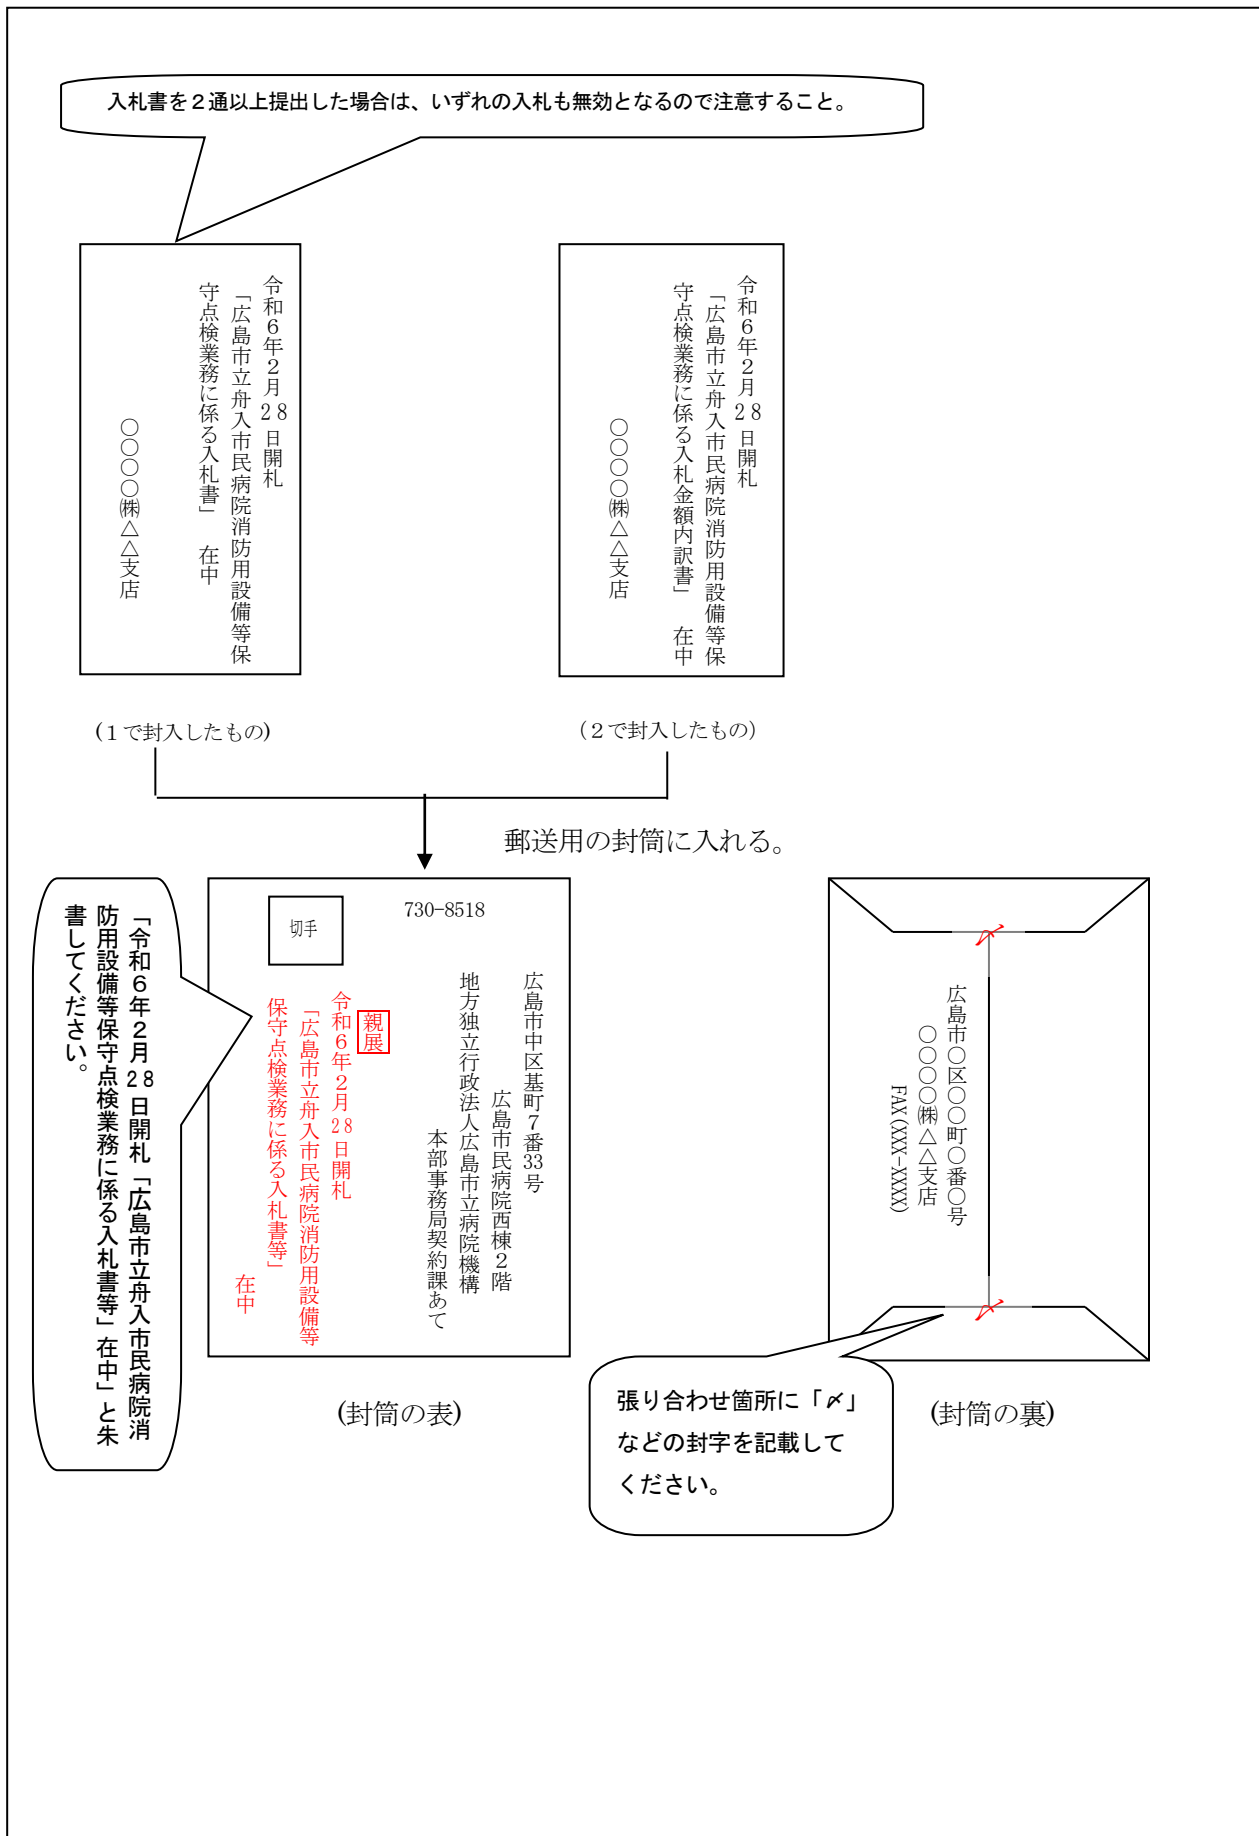 入札書を２通以上提出した場合は、いずれの入札も無効となるので注意すること。
令和６年２月28日開札
「広島市立舟入市民病院消防用設備等保
守点検業務に係る入札書」　在中
〇〇〇〇㈱△△支店
令和６年２月28日開札
「広島市立舟入市民病院消防用設備等保
守点検業務に係る入札金額内訳書」　在中
〇〇〇〇㈱△△支店
(１で封入したもの)
（２で封入したもの）
郵送用の封筒に入れる。
「令和６年２月28日開札「広島市立舟入市民病院消
防用設備等保守点検業務に係る入札書等」在中」と朱
書してください。
切手
730-8518
広島市中区基町７番33号
広島市民病院西棟２階
地方独立行政法人広島市立病院機構
本部事務局契約課あて
親展
令和６年２月28日開札
「広島市立舟入市民病院消防用設備等
保守点検業務に係る入札書等」
在中
(封筒の表)
〆
広島市〇区〇〇町〇番〇号
〇〇〇〇㈱△△支店
FAX(XXX-XXXX)
〆
張り合わせ箇所に「〆」
などの封字を記載して
ください。
(封筒の裏)